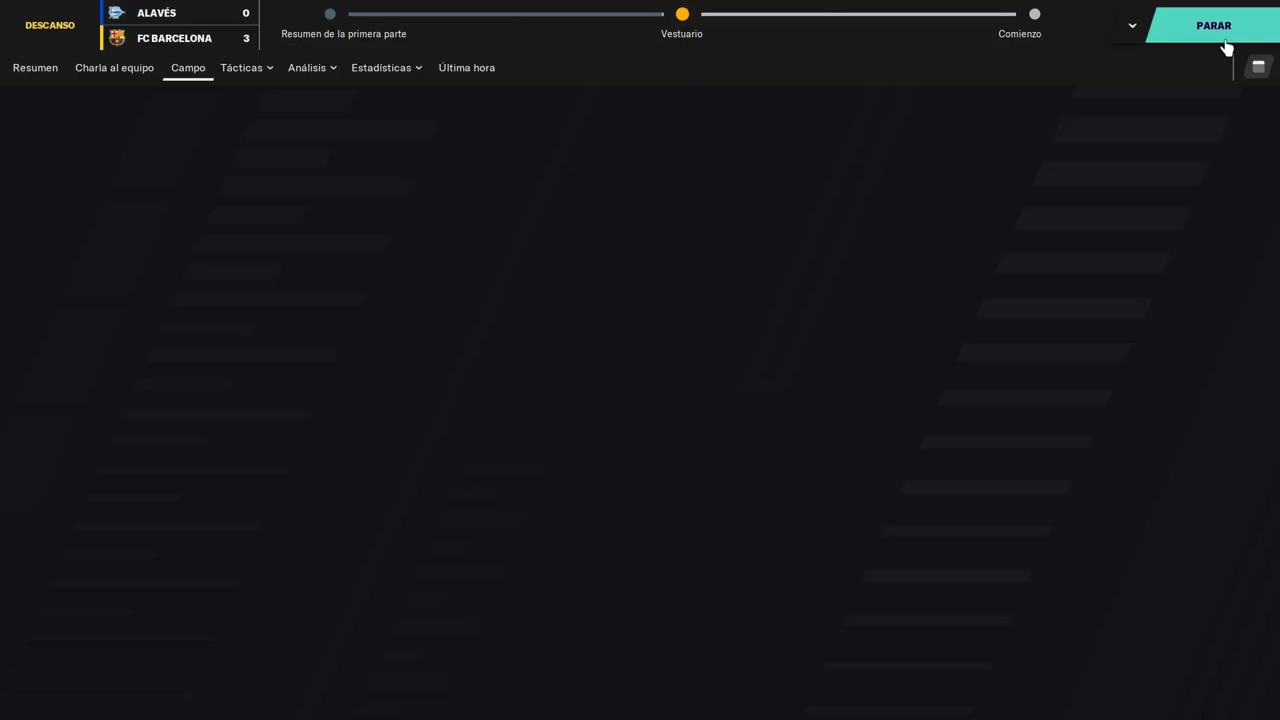 DESCANSO
ALAVÉS 0
FC BARCELONA 3
Resumen de la primera parte
Vestuario
Comienzo
PARAR
Resumen
Charla al equipo
Campo
Tácticas
Análisis
Estadísticas
Última hora